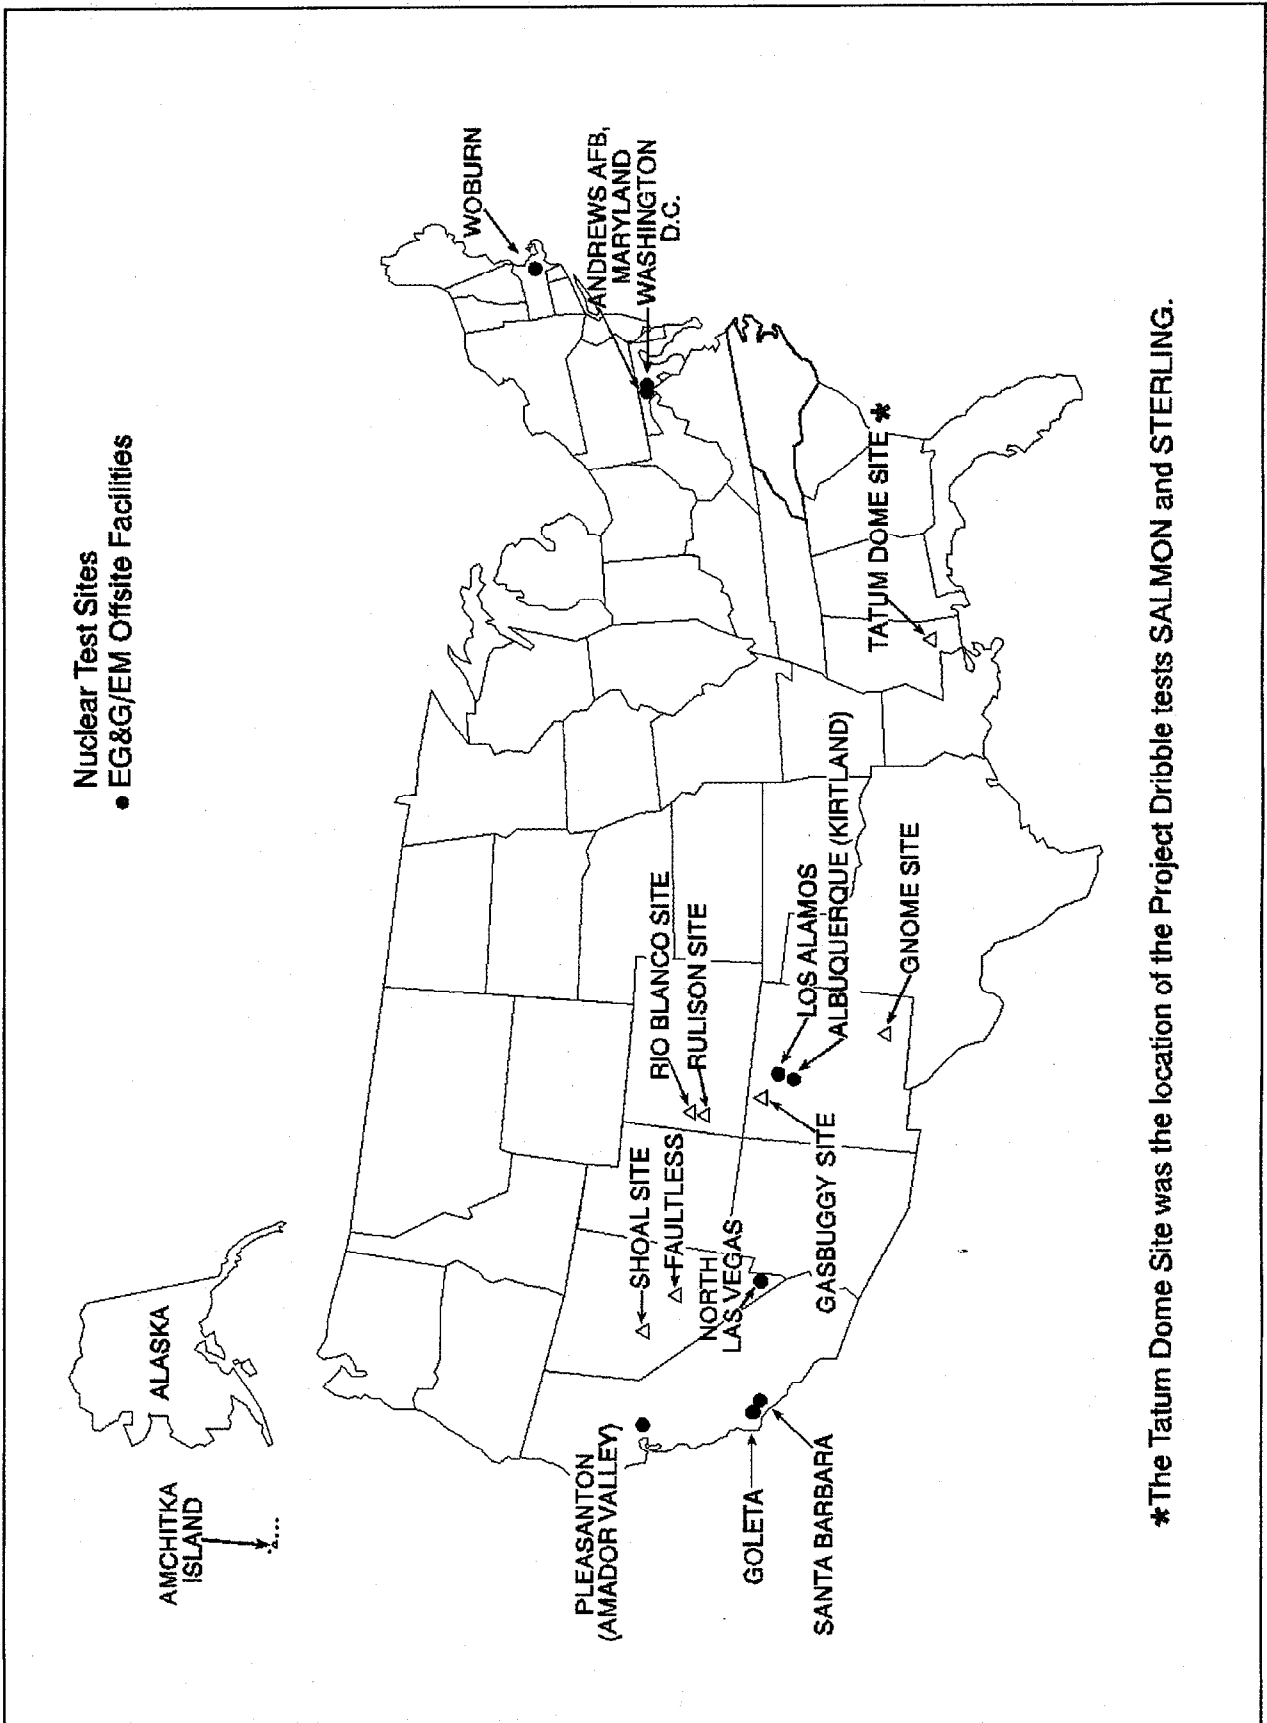 Nuclear Test Sites
● EG&G/EM Offsite Facilities
ALASKA
AMCHITKA
ISLAND
WOBURN
ANDREWS AFB,
MARYLAND
WASHINGTON
D.C.
PLEASANTON
(AMADOR VALLEY)
SHOAL SITE
FAULTLESS
RIO BLANCO SITE
RULISON SITE
NORTH
LAS VEGAS
GOLETA
SANTA BARBARA
GASBUGGY SITE
LOS ALAMOS
ALBUQUERQUE (KIRTLAND)
GNOME SITE
TATUM DOME SITE *
*The Tatum Dome Site was the location of the Project Dribble tests SALMON and STERLING.